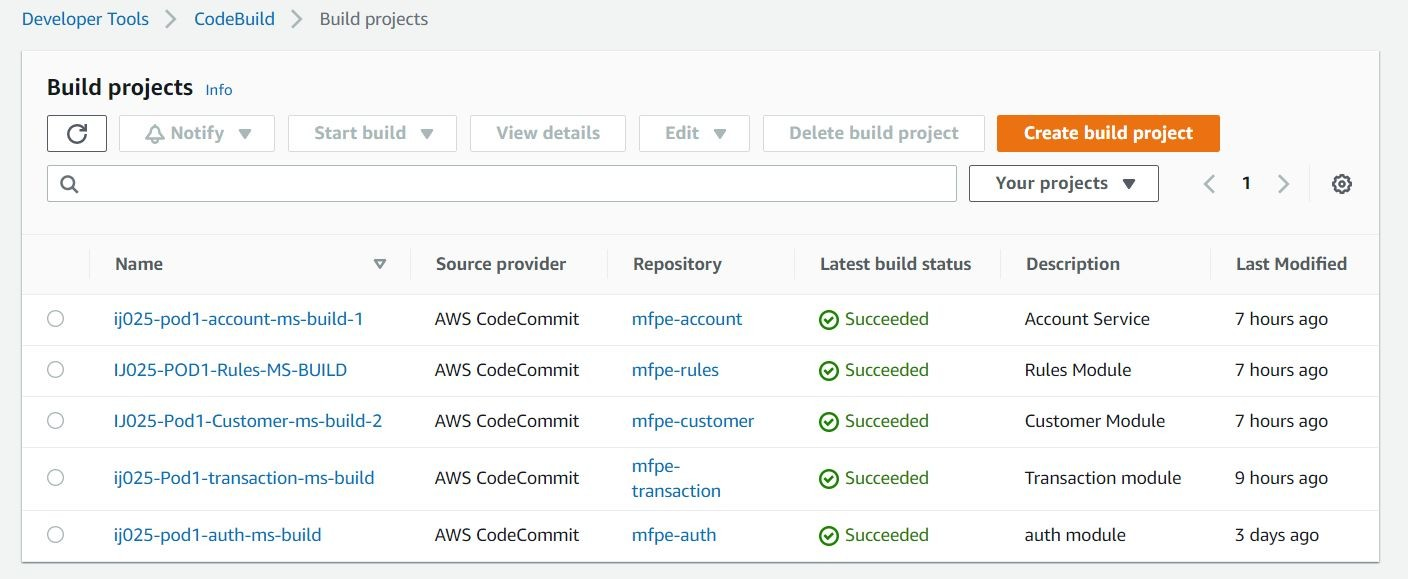 Developer Tools > CodeBuild > Build projects
Build projects Info
Notify Start build View details Edit Delete build project Create build project
Your projects 1
Name Source provider Repository Latest build status Description Last Modified
ij025-pod1-account-ms-build-1 AWS CodeCommit mfpe-account Succeeded Account Service 7 hours ago
IJ025-POD1-Rules-MS-BUILD AWS CodeCommit mfpe-rules Succeeded Rules Module 7 hours ago
IJ025-Pod1-Customer-ms-build-2 AWS CodeCommit mfpe-customer Succeeded Customer Module 7 hours ago
ij025-Pod1-transaction-ms-build AWS CodeCommit mfpe-
transaction Succeeded Transaction module 9 hours ago
ij025-pod1-auth-ms-build AWS CodeCommit mfpe-auth Succeeded auth module 3 days ago